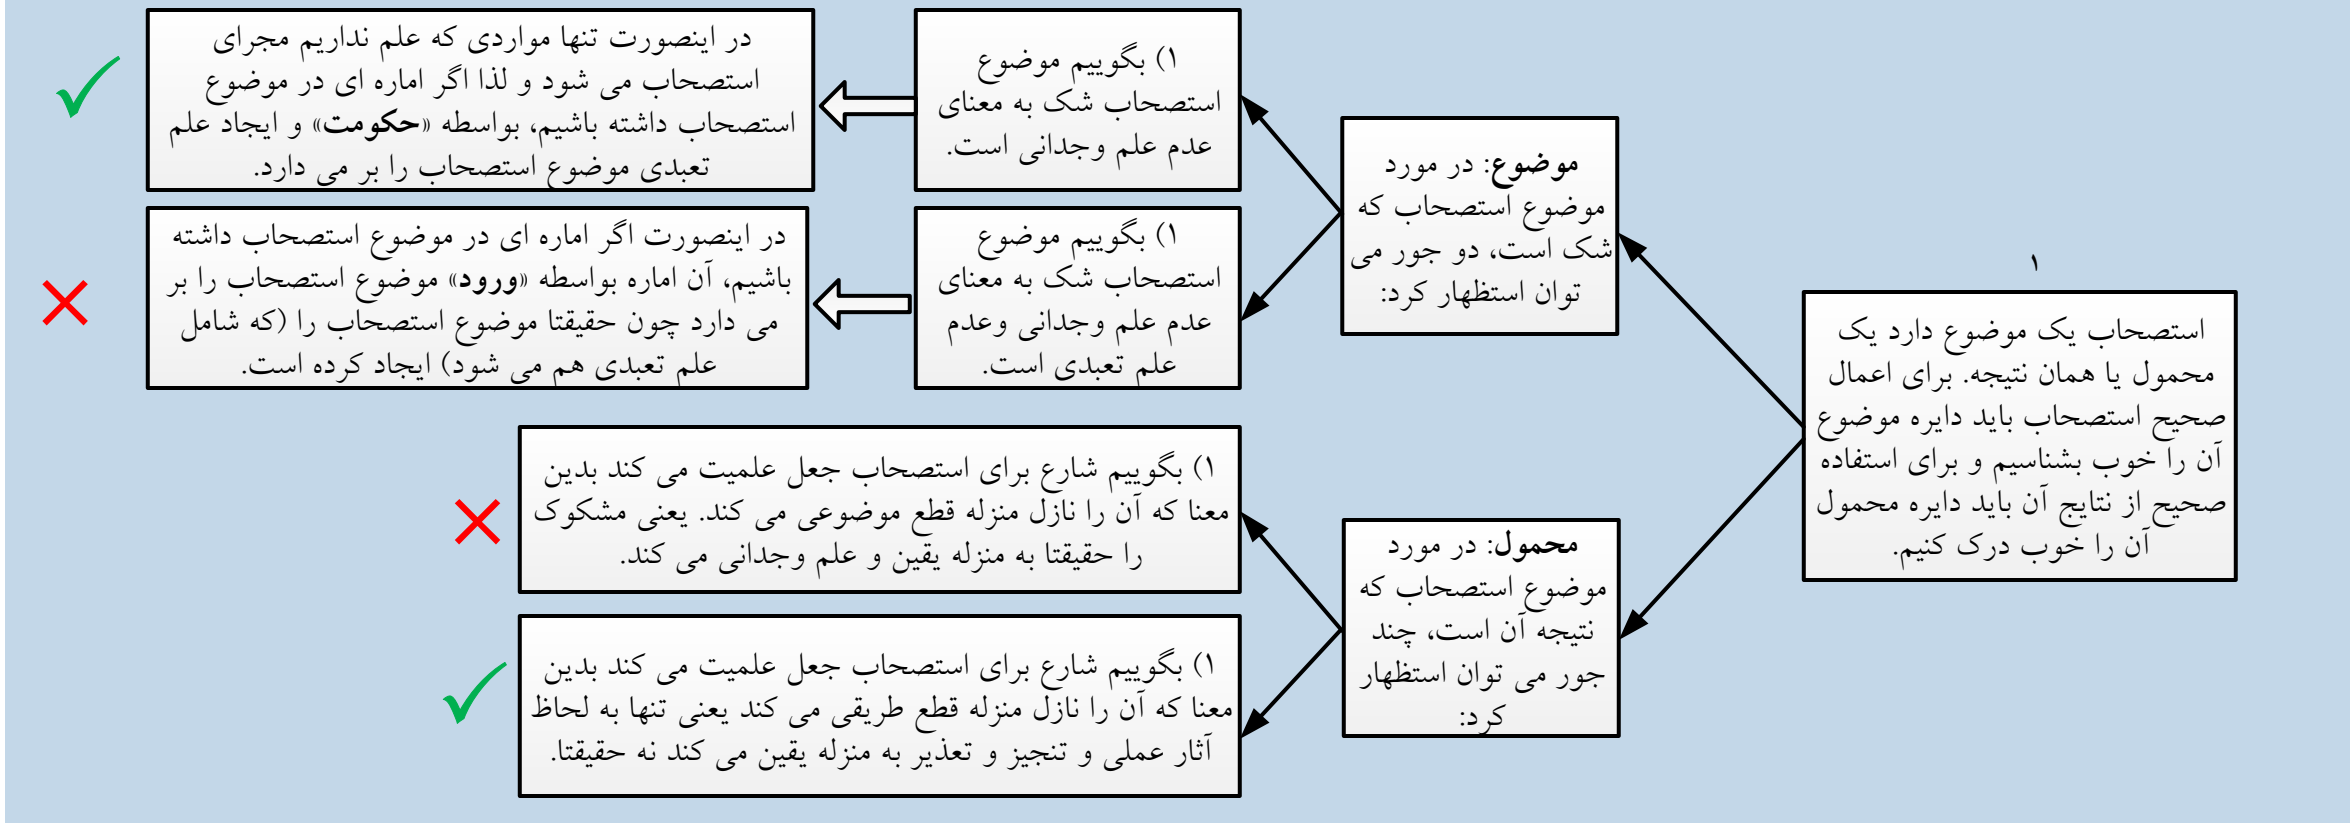 ۱
استصحاب یک موضوع دارد یک
محمول یا همان نتیجه. برای اعمال
صحیح استصحاب باید دایره موضوع
آن را خوب بشناسیم و برای استفاده
صحیح از نتایج آن باید دایره محمول
آن را خوب درک کنیم.
موضوع: در مورد
موضوع استصحاب که
شک است، دو جور می
توان استظهار کرد:
۱) بگوییم موضوع
استصحاب شک به معنای
عدم علم وجدانی است.
در اینصورت تنها مواردی که علم نداریم مجرای
استصحاب می شود و لذا اگر اماره ای در موضوع
استصحاب داشته باشیم، بواسطه «حکومت» و ایجاد علم
تعبدی موضوع استصحاب را بر می دارد.
۱) بگوییم موضوع
استصحاب شک به معنای
عدم علم وجدانی وعدم
علم تعبدی است.
در اینصورت اگر اماره ای در موضوع استصحاب داشته
باشیم، آن اماره بواسطه «ورود» موضوع استصحاب را بر
می دارد چون حقیقتا موضوع استصحاب را (که شامل
علم تعبدی هم می شود) ایجاد کرده است.
محمول: در مورد
موضوع استصحاب که
نتیجه آن است، چند
جور می توان استظهار
کرد:
۱) بگوییم شارع برای استصحاب جعل علمیت می کند بدین
معنا که آن را نازل منزله قطع موضوعی می کند. یعنی مشکوک
را حقیقتا به منزله یقین و علم وجدانی می کند.
۱) بگوییم شارع برای استصحاب جعل علمیت می کند بدین
معنا که آن را نازل منزله قطع طریقی می کند یعنی تنها به لحاظ
آثار عملی و تنجیز و تعذیر به منزله یقین می کند نه حقیقتا.